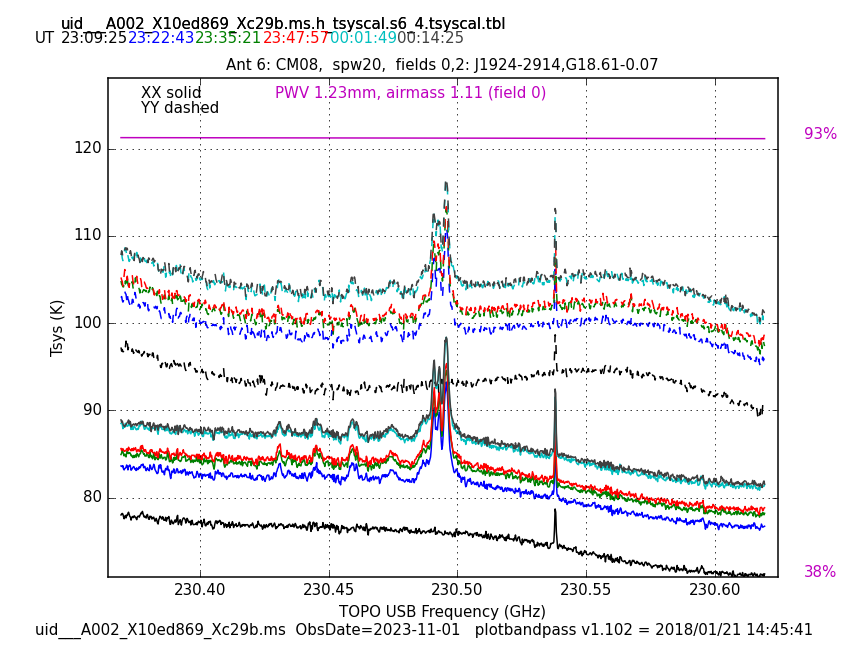 uid___A002_X10ed869_Xc29b.ms.h_tsyscal.s6_4.tsyscal.tbl
UT 23:09:25 23:22:43 23:35:21 23:47:57 00:01:49 00:14:25
Ant 6: CM08,  spw20,  fields 0,2: J1924-2914,G18.61-0.07
XX solid
PWV 1.23mm, airmass 1.11 (field 0)
YY dashed
93%
120
110
100
90
80
Tsys (K)
38%
230.40 230.45 230.50 230.55 230.60
TOPO USB Frequency (GHz)
uid___A002_X10ed869_Xc29b.ms  ObsDate=2023-11-01   plotbandpass v1.102 = 2018/01/21 14:45:41